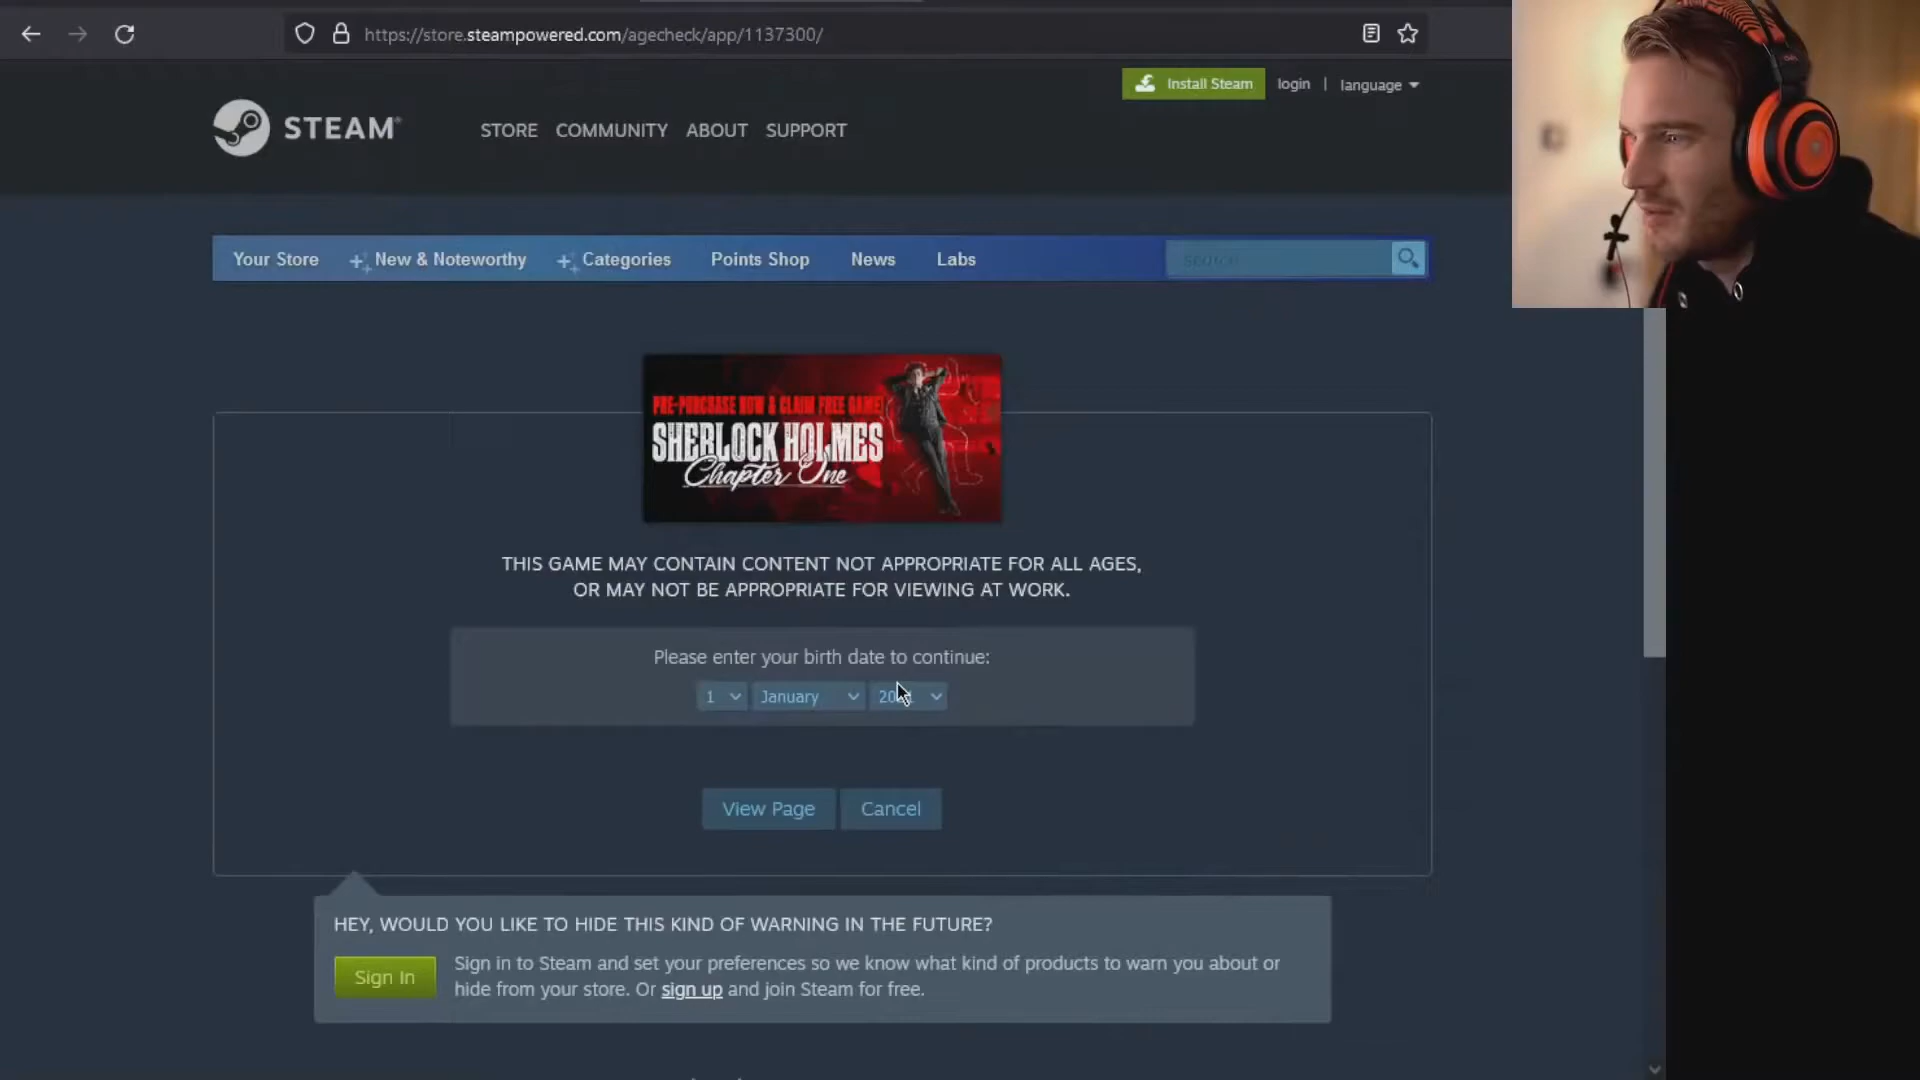 https://store.steampowered.com/agecheck/app/1137300/
Install Steam
login | language
STEAM®
STORE COMMUNITY ABOUT SUPPORT
Your Store New & Noteworthy Categories Points Shop News Labs search
PRE-PURCHASE NOW & CLAIM FREE GAME!
SHERLOCK HOLMES
Chapter One
THIS GAME MAY CONTAIN CONTENT NOT APPROPRIATE FOR ALL AGES,
OR MAY NOT BE APPROPRIATE FOR VIEWING AT WORK.
Please enter your birth date to continue:
1 January
View Page Cancel
HEY, WOULD YOU LIKE TO HIDE THIS KIND OF WARNING IN THE FUTURE?
Sign In
Sign in to Steam and set your preferences so we know what kind of products to warn you about or
hide from your store. Or sign up and join Steam for free.